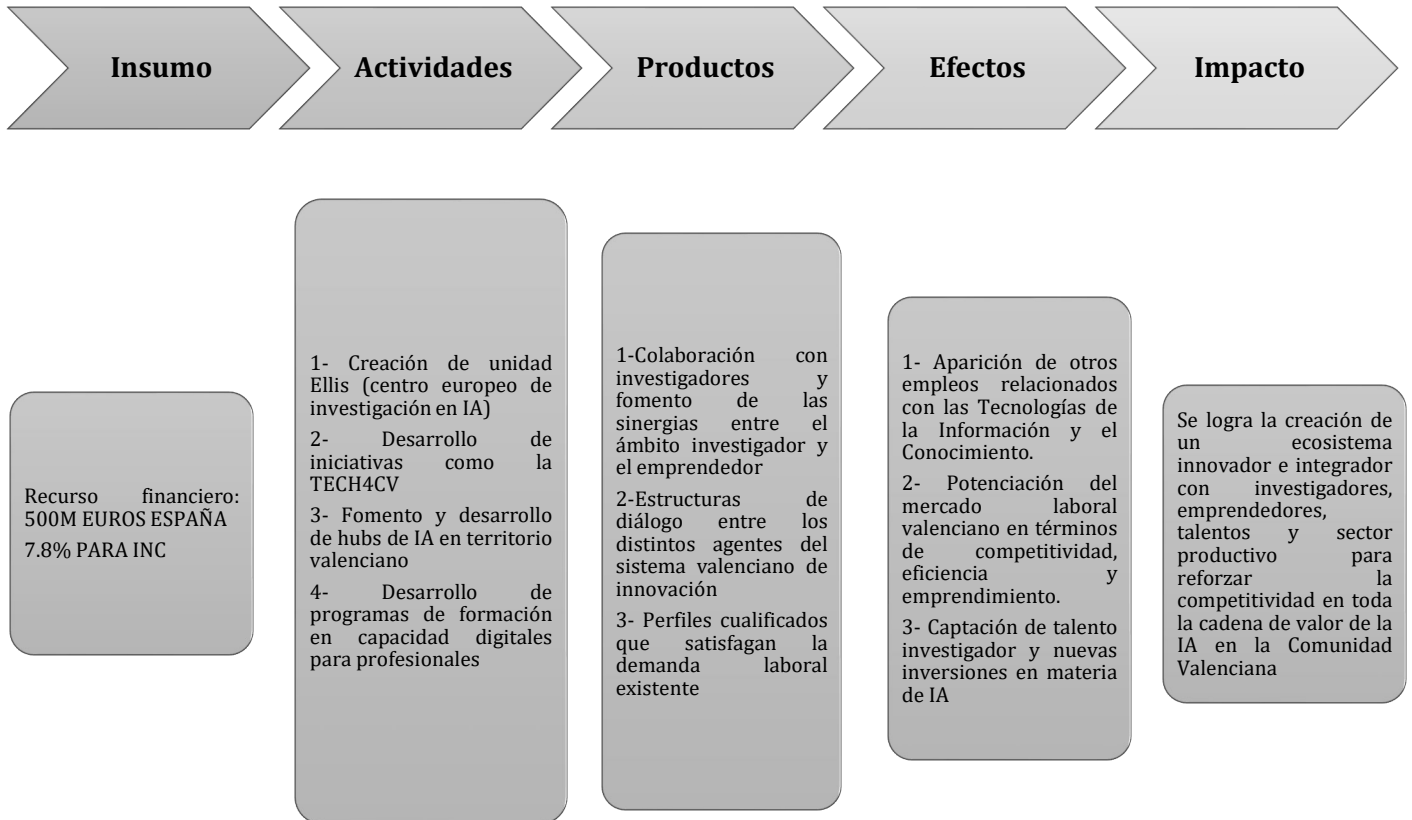 Insumo
Actividades
Productos
Efectos
Impacto
Recurso financiero:
500M EUROS ESPAÑA
7.8% PARA INC
1- Creación de unidad
Ellis (centro europeo de
investigación en IA)
2- Desarrollo de
iniciativas como la
TECH4CV
3- Fomento y desarrollo
de hubs de IA en territorio
valenciano
4- Desarrollo de
programas de formación
en capacidad digitales
para profesionales
1-Colaboración con
investigadores y
fomento de las
sinergias entre el
ámbito investigador y
el emprendedor
2-Estructuras de
diálogo entre los
distintos agentes del
sistema valenciano de
innovación
3- Perfiles cualificados
que satisfagan la
demanda laboral
existente
1- Aparición de otros
empleos relacionados
con las Tecnologías de
la Información y el
Conocimiento.
2- Potenciación del
mercado laboral
valenciano en términos
de competitividad,
eficiencia y
emprendimiento.
3- Captación de talento
investigador y nuevas
inversiones en materia
de IA
Se logra la creación de
un ecosistema
innovador e integrador
con investigadores,
emprendedores,
talentos y sector
productivo para
reforzar la
competitividad en toda
la cadena de valor de la
IA en la Comunidad
Valenciana